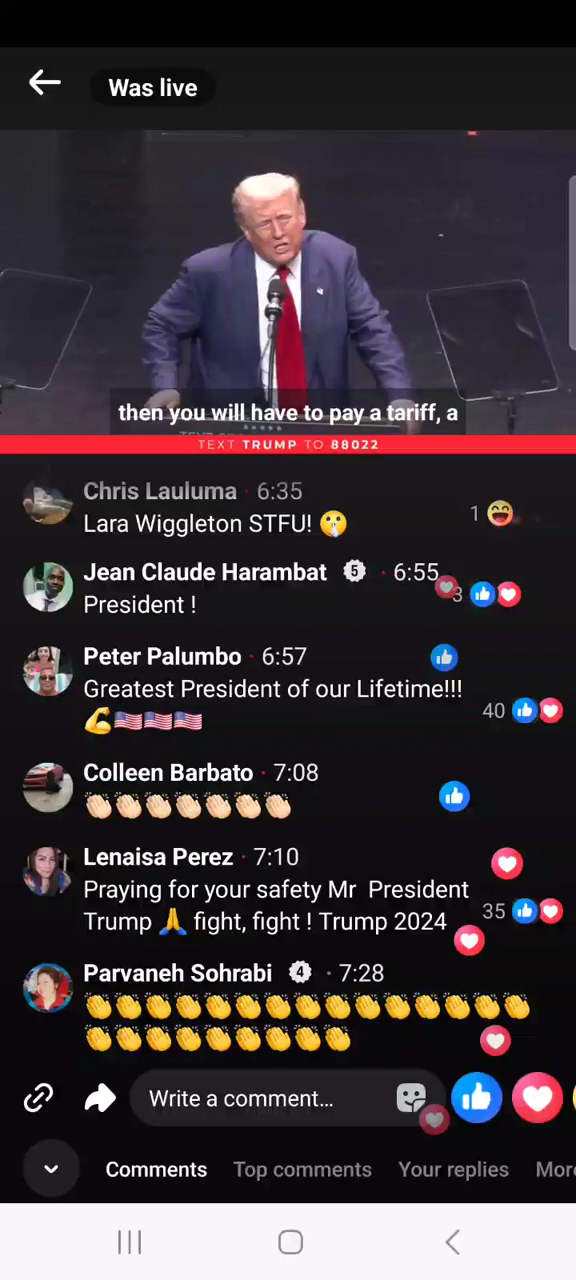 Was live
then you will have to pay a tariff, a
TEXT TRUMP TO 88022
Chris Lauluma · 6:35
Lara Wiggleton STFU! 🤫
1
Jean Claude Harambat 5 · 6:55
President !
3
Peter Palumbo · 6:57
Greatest President of our Lifetime!!!
💪🇺🇸🇺🇸🇺🇸
40
Colleen Barbato · 7:08
👏🏻👏🏻👏🏻👏🏻👏🏻👏🏻👏🏻
Lenaisa Perez · 7:10
Praying for your safety Mr President
Trump 🙏 fight, fight ! Trump 2024
35
Parvaneh Sohrabi 4 · 7:28
👏👏👏👏👏👏👏👏👏👏👏👏👏👏👏
👏👏👏👏👏👏👏👏👏
Write a comment...
Comments Top comments Your replies More